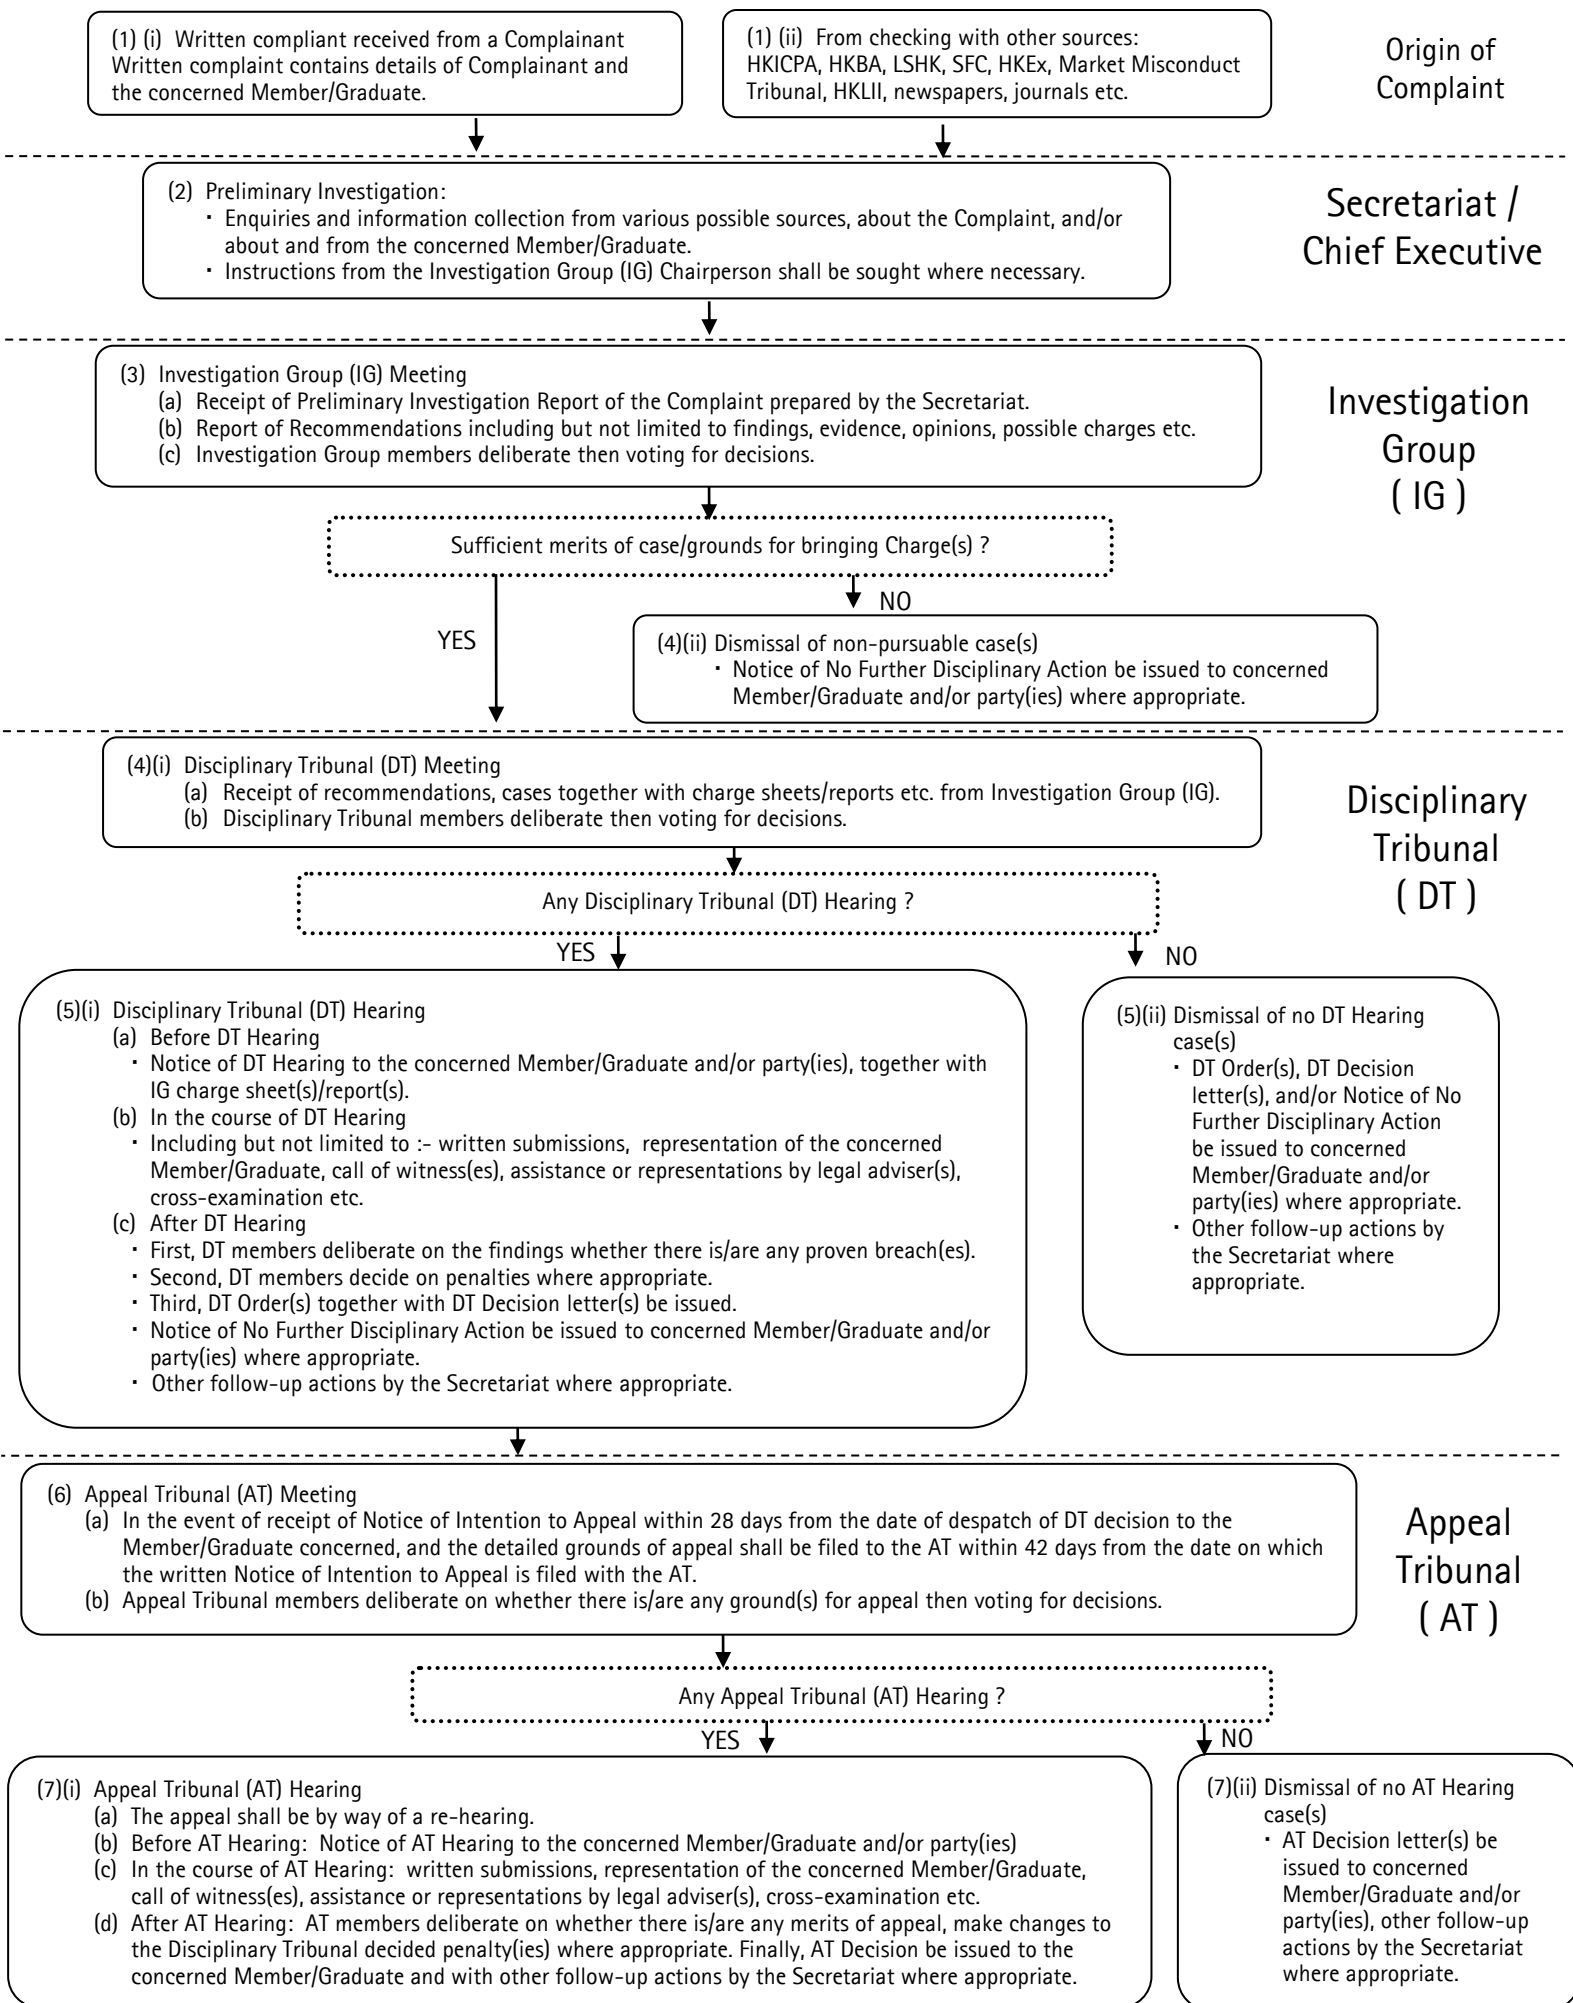 (1) (i) Written compliant received from a Complainant
Written complaint contains details of Complainant and
the concerned Member/Graduate.
(1) (ii) From checking with other sources:
HKICPA, HKBA, LSHK, SFC, HKEx, Market Misconduct
Tribunal, HKLII, newspapers, journals etc.
Origin of
Complaint
(2) Preliminary Investigation:
· Enquiries and information collection from various possible sources, about the Complaint, and/or
about and from the concerned Member/Graduate.
· Instructions from the Investigation Group (IG) Chairperson shall be sought where necessary.
Secretariat /
Chief Executive
(3) Investigation Group (IG) Meeting
(a) Receipt of Preliminary Investigation Report of the Complaint prepared by the Secretariat.
(b) Report of Recommendations including but not limited to findings, evidence, opinions, possible charges etc.
(c) Investigation Group members deliberate then voting for decisions.
Investigation
Group
( IG )
Sufficient merits of case/grounds for bringing Charge(s) ?
NO
YES
(4)(ii) Dismissal of non-pursuable case(s)
· Notice of No Further Disciplinary Action be issued to concerned
Member/Graduate and/or party(ies) where appropriate.
(4)(i) Disciplinary Tribunal (DT) Meeting
(a) Receipt of recommendations, cases together with charge sheets/reports etc. from Investigation Group (IG).
(b) Disciplinary Tribunal members deliberate then voting for decisions.
Disciplinary
Tribunal
( DT )
Any Disciplinary Tribunal (DT) Hearing ?
YES
NO
(5)(i) Disciplinary Tribunal (DT) Hearing
(a) Before DT Hearing
· Notice of DT Hearing to the concerned Member/Graduate and/or party(ies), together with
IG charge sheet(s)/report(s).
(b) In the course of DT Hearing
· Including but not limited to :- written submissions, representation of the concerned
Member/Graduate, call of witness(es), assistance or representations by legal adviser(s),
cross-examination etc.
(c) After DT Hearing
· First, DT members deliberate on the findings whether there is/are any proven breach(es).
· Second, DT members decide on penalties where appropriate.
· Third, DT Order(s) together with DT Decision letter(s) be issued.
· Notice of No Further Disciplinary Action be issued to concerned Member/Graduate and/or
party(ies) where appropriate.
· Other follow-up actions by the Secretariat where appropriate.
(5)(ii) Dismissal of no DT Hearing
case(s)
· DT Order(s), DT Decision
letter(s), and/or Notice of No
Further Disciplinary Action
be issued to concerned
Member/Graduate and/or
party(ies) where appropriate.
· Other follow-up actions by
the Secretariat where
appropriate.
(6) Appeal Tribunal (AT) Meeting
(a) In the event of receipt of Notice of Intention to Appeal within 28 days from the date of despatch of DT decision to the
Member/Graduate concerned, and the detailed grounds of appeal shall be filed to the AT within 42 days from the date on which
the written Notice of Intention to Appeal is filed with the AT.
(b) Appeal Tribunal members deliberate on whether there is/are any ground(s) for appeal then voting for decisions.
Appeal
Tribunal
( AT )
Any Appeal Tribunal (AT) Hearing ?
YES
NO
(7)(i) Appeal Tribunal (AT) Hearing
(a) The appeal shall be by way of a re-hearing.
(b) Before AT Hearing: Notice of AT Hearing to the concerned Member/Graduate and/or party(ies)
(c) In the course of AT Hearing: written submissions, representation of the concerned Member/Graduate,
call of witness(es), assistance or representations by legal adviser(s), cross-examination etc.
(d) After AT Hearing: AT members deliberate on whether there is/are any merits of appeal, make changes to
the Disciplinary Tribunal decided penalty(ies) where appropriate. Finally, AT Decision be issued to the
concerned Member/Graduate and with other follow-up actions by the Secretariat where appropriate.
(7)(ii) Dismissal of no AT Hearing
case(s)
· AT Decision letter(s) be
issued to concerned
Member/Graduate and/or
party(ies), other follow-up
actions by the Secretariat
where appropriate.